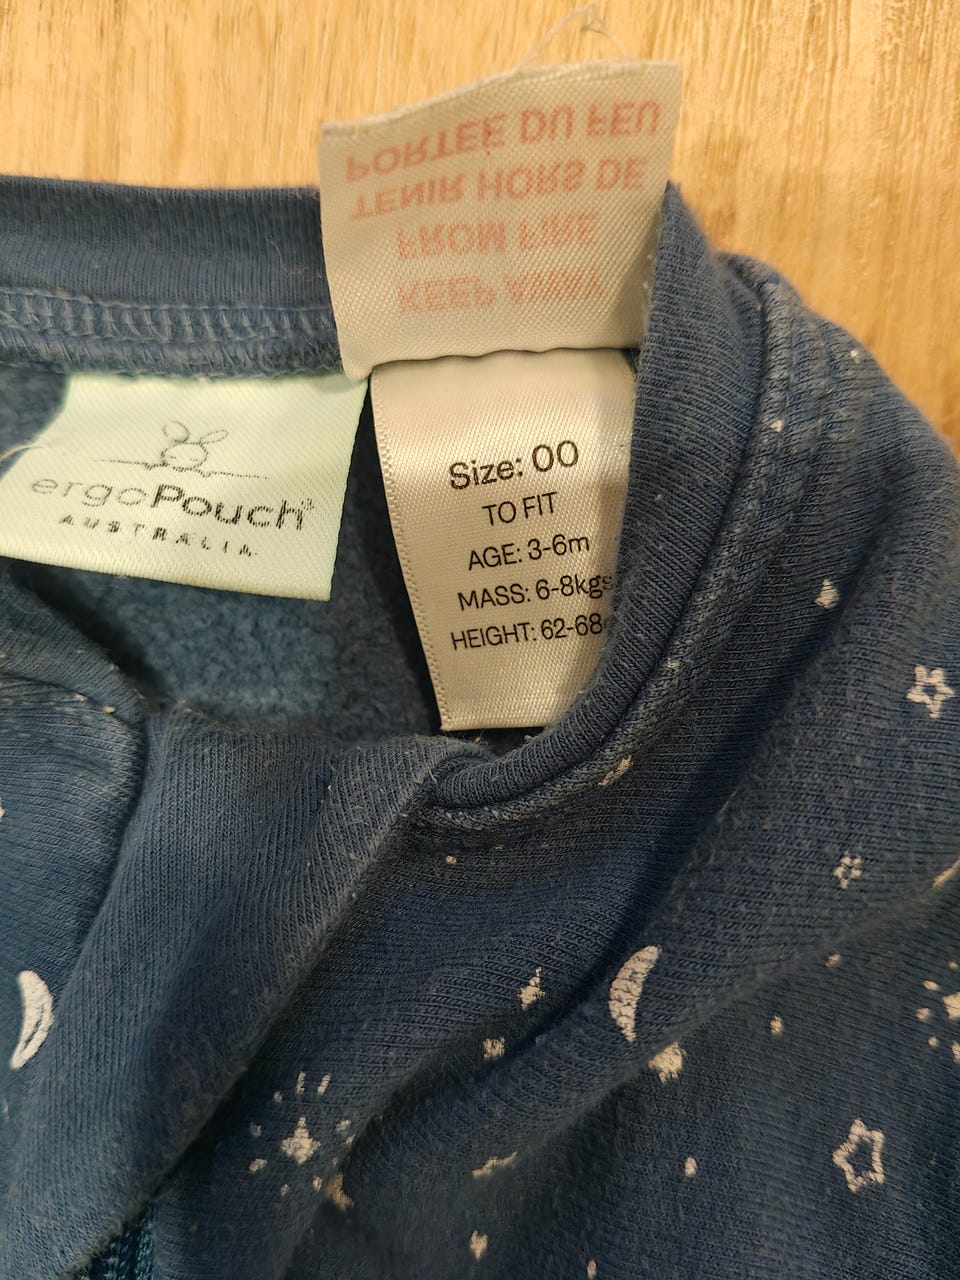 KEEP AWAY
FROM FIRE
TENIR HORS DE
PORTÉE DU FEU
ergoPouch
AUSTRALIA
Size: 00
TO FIT
AGE: 3-6m
MASS: 6-8kgs
HEIGHT: 62-68